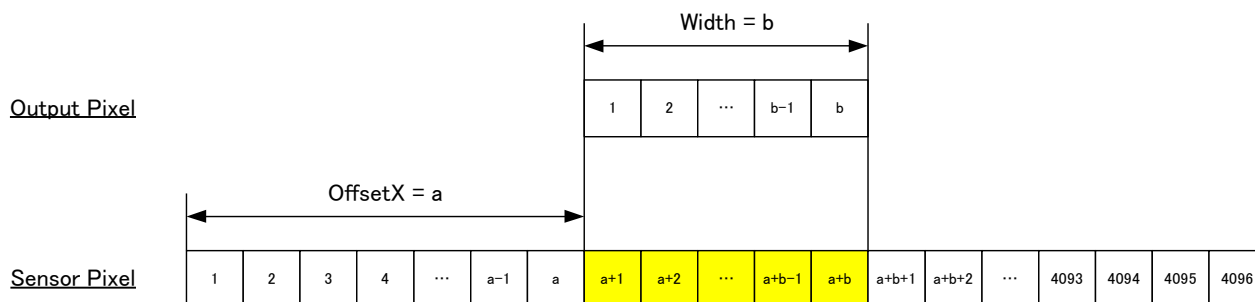 Width = b
Output Pixel 1 2 ⋯ b-1 b
OffsetX = a
Sensor Pixel 1 2 3 4 ⋯ a-1 a a+1 a+2 ⋯ a+b-1 a+b a+b+1 a+b+2 ⋯ 4093 4094 4095 4096